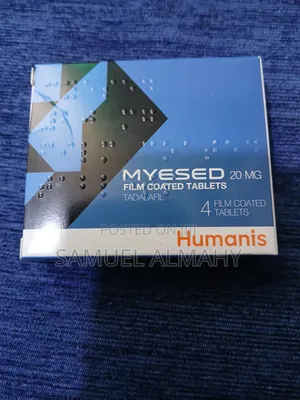 MYESED 20 MG
FILM COATED TABLETS
TADALAFIL
4 FILM COATED
TABLETS
POSTED ON
Humanis
SAMUEL ALMAHY